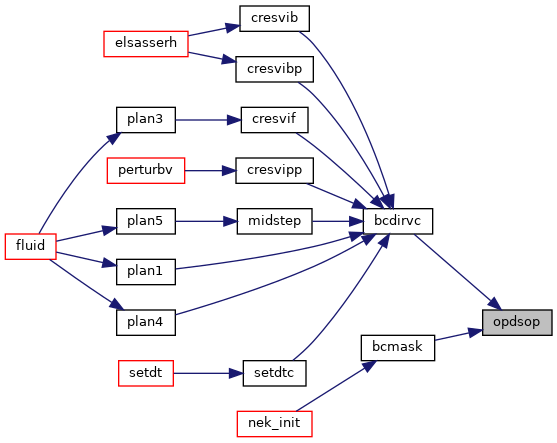 cresvib
elsasserh
cresvibp
plan3
cresvif
perturbv
cresvipp
plan5
midstep
bcdirvc
fluid
plan1
plan4
opdsop
bcmask
setdt
setdtc
nek_init